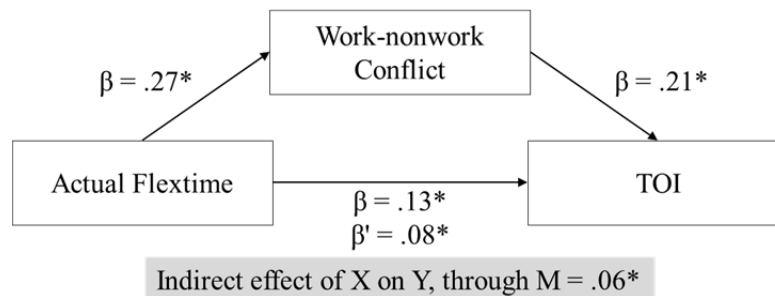 Work-nonwork
Conflict
β = .27*
β = .21*
Actual Flextime
TOI
β = .13*
β' = .08*
Indirect effect of X on Y, through M = .06*